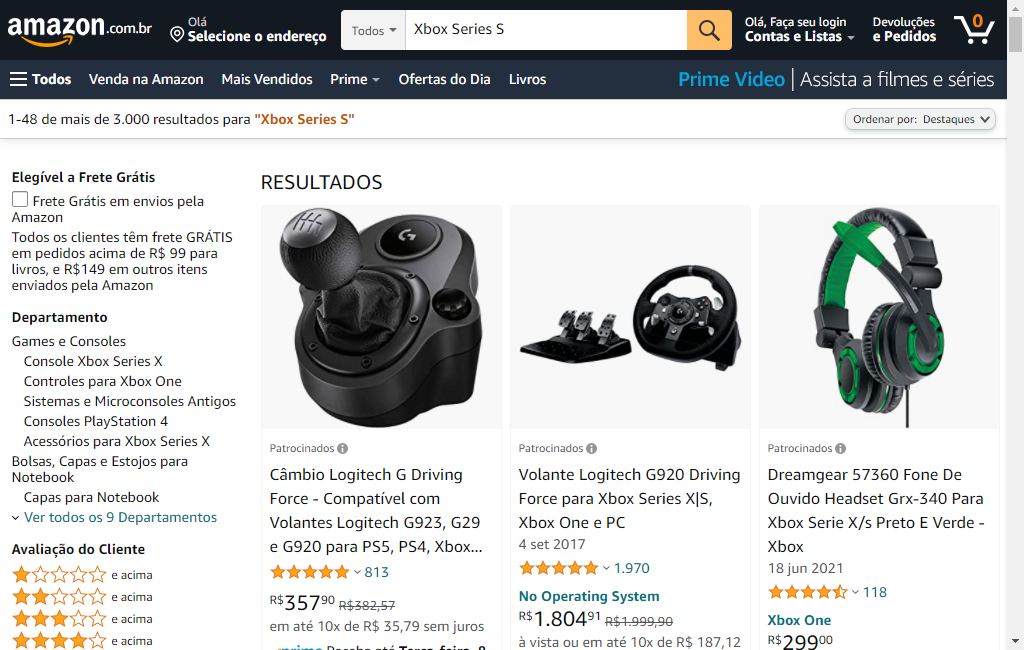 amazon.com.br
Olá
Selecione o endereço
Todos
Xbox Series S
Olá, Faça seu login
Contas e Listas
Devoluções
e Pedidos
0
Todos
Venda na Amazon
Mais Vendidos
Prime
Ofertas do Dia
Livros
Prime Video | Assista a filmes e séries
1-48 de mais de 3.000 resultados para "Xbox Series S"
Ordenar por: Destaques
Elegível a Frete Grátis
Frete Grátis em envios pela
Amazon
Todos os clientes têm frete GRÁTIS
em pedidos acima de R$ 99 para
livros, e R$149 em outros itens
enviados pela Amazon
Departamento
Games e Consoles
Console Xbox Series X
Controles para Xbox One
Sistemas e Microconsoles Antigos
Consoles PlayStation 4
Acessórios para Xbox Series X
Bolsas, Capas e Estojos para
Notebook
Capas para Notebook
Ver todos os 9 Departamentos
Avaliação do Cliente
e acima
e acima
e acima
e acima
RESULTADOS
Patrocinados
Câmbio Logitech G Driving
Force - Compatível com
Volantes Logitech G923, G29
e G920 para PS5, PS4, Xbox...
813
R$35790 R$382,57
em até 10x de R$ 35,79 sem juros
Patrocinados
Volante Logitech G920 Driving
Force para Xbox Series X|S,
Xbox One e PC
4 set 2017
1.970
No Operating System
R$1.80491 R$1.999,90
à vista ou em até 10x de R$ 187,12
Patrocinados
Dreamgear 57360 Fone De
Ouvido Headset Grx-340 Para
Xbox Serie X/s Preto E Verde -
Xbox
18 jun 2021
118
Xbox One
R$29900